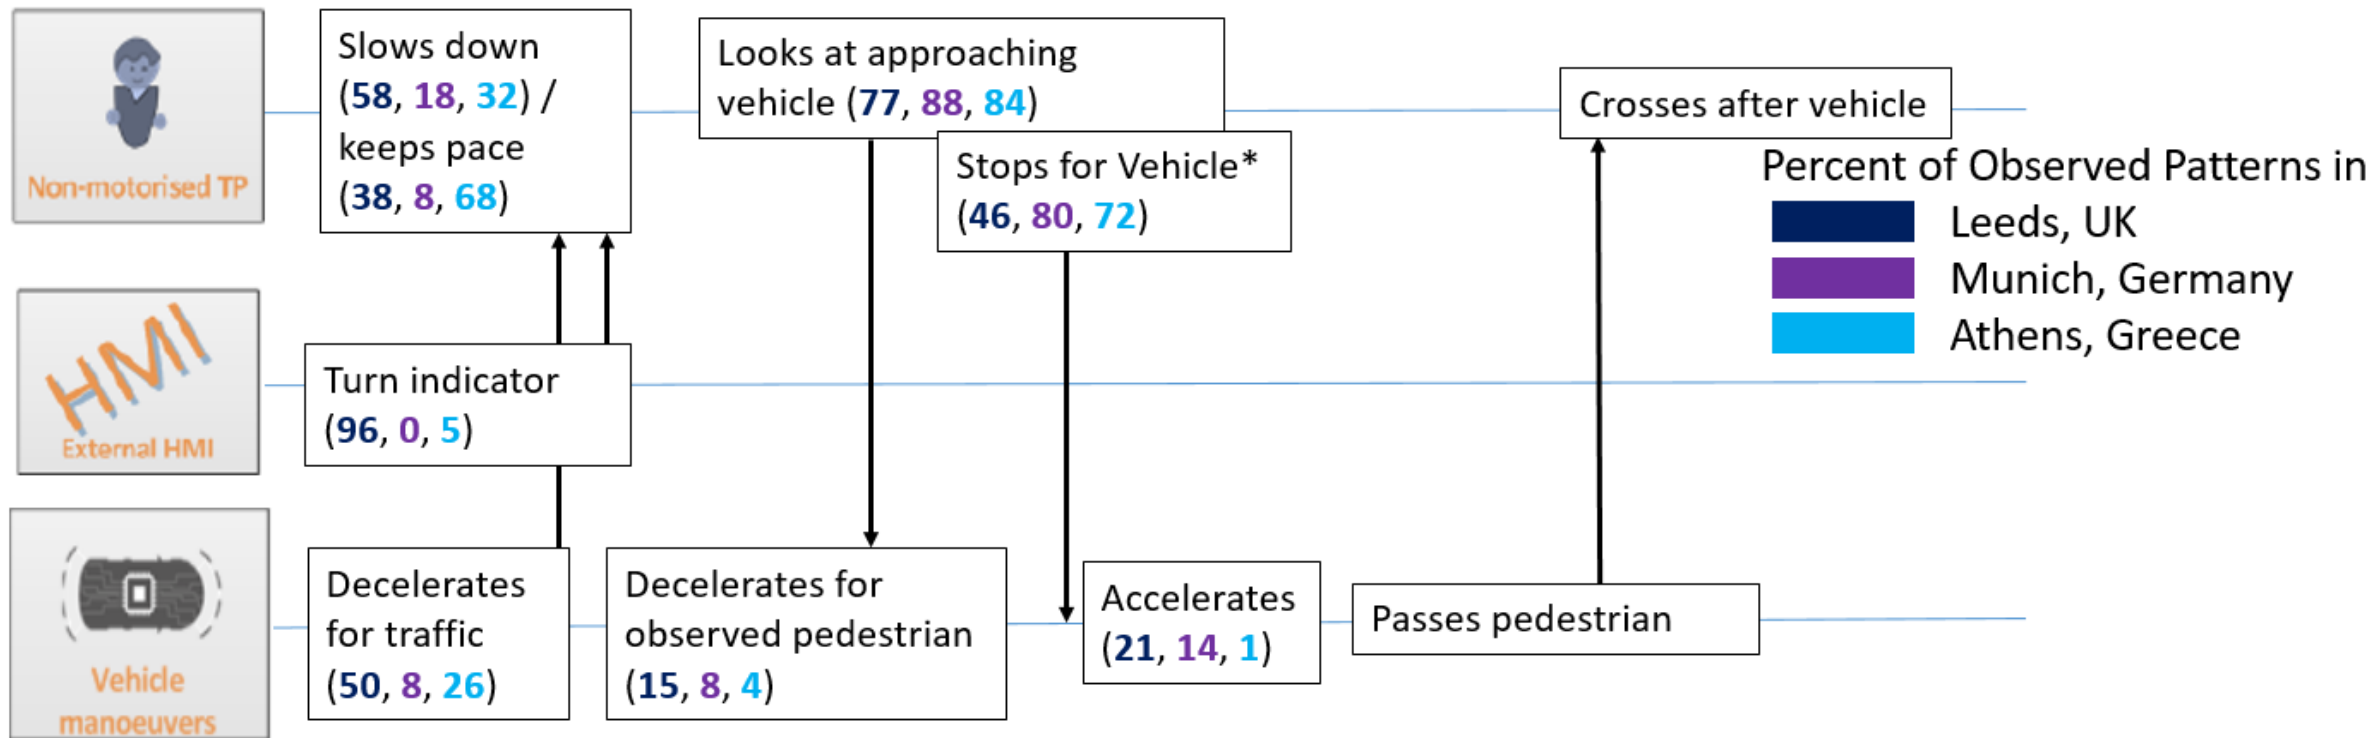 Slows down
(58, 18, 32) /
keeps pace
(38, 8, 68)
Looks at approaching
vehicle (77, 88, 84)
Stops for Vehicle*
(46, 80, 72)
Crosses after vehicle
Non-motorised TP
Percent of Observed Patterns in
Leeds, UK
Munich, Germany
Athens, Greece
HMI
External HMI
Turn indicator
(96, 0, 5)
Vehicle
manoeuvers
Decelerates
for traffic
(50, 8, 26)
Decelerates for
observed pedestrian
(15, 8, 4)
Accelerates
(21, 14, 1)
Passes pedestrian